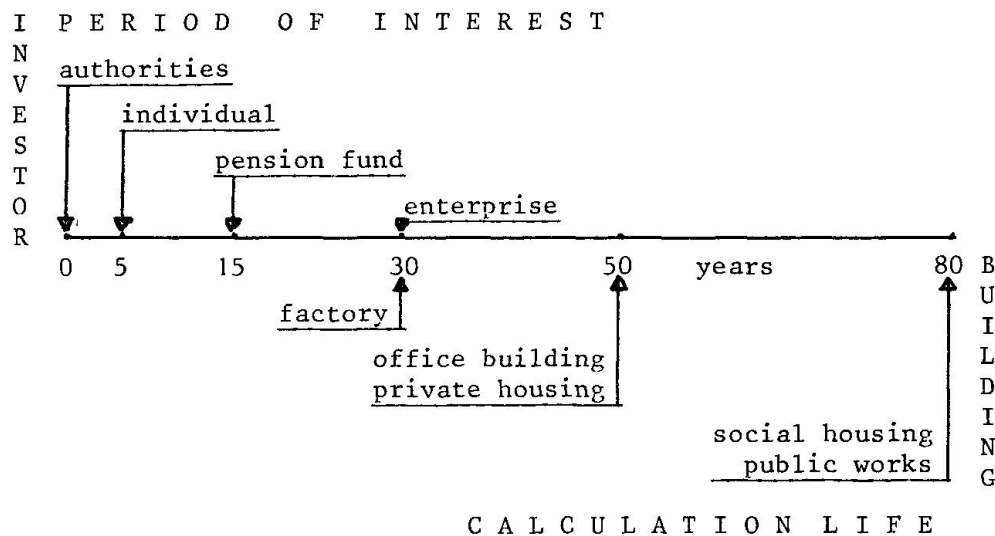 PERIOD OF INTEREST
INVESTOR
authorities
individual
pension fund
enterprise
0 5 15 30 50 years 80
factory
office building
private housing
social housing
public works
BUILDING
CALCULATION LIFE